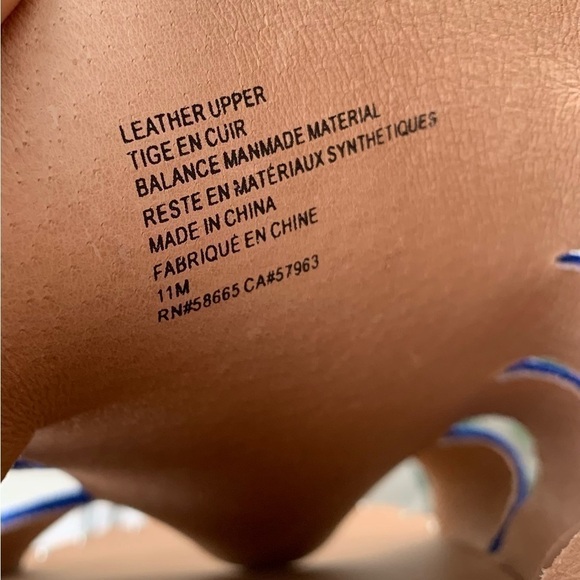 LEATHER UPPER
TIGE EN CUIR
BALANCE MANMADE MATERIAL
RESTE EN MATÉRIAUX SYNTHETIQUES
MADE IN CHINA
FABRIQUÉ EN CHINE
11M
RN#58665 CA#57963